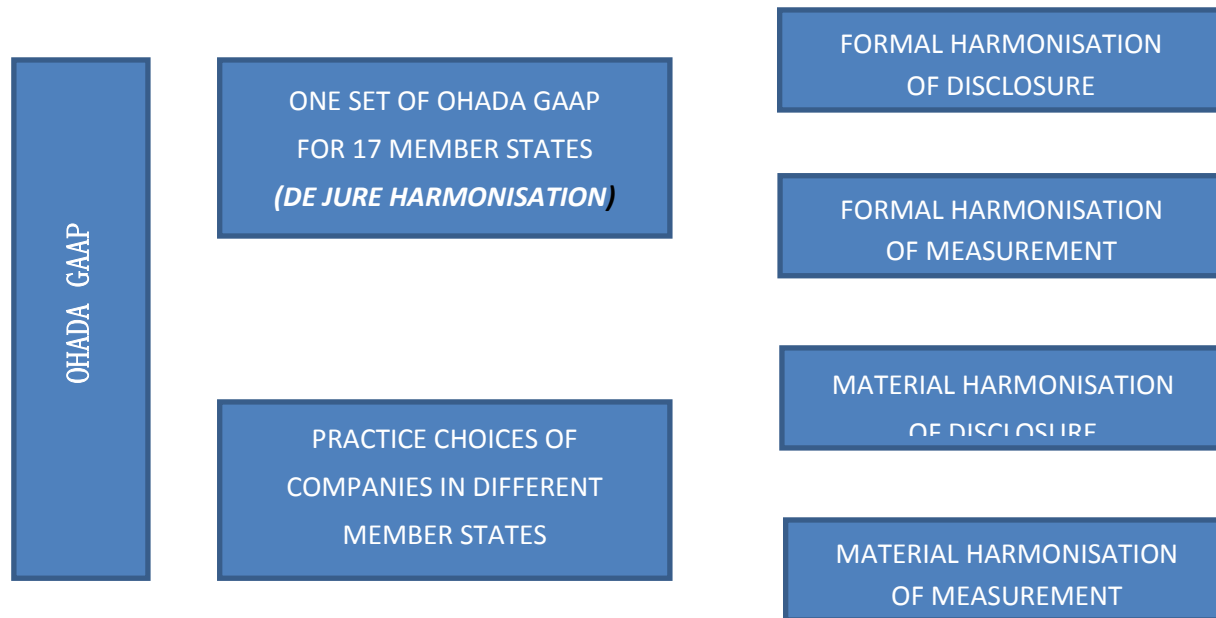 OHADA GAAP
ONE SET OF OHADA GAAP
FOR 17 MEMBER STATES
(DE JURE HARMONISATION)
PRACTICE CHOICES OF
COMPANIES IN DIFFERENT
MEMBER STATES
FORMAL HARMONISATION
OF DISCLOSURE
FORMAL HARMONISATION
OF MEASUREMENT
MATERIAL HARMONISATION
OF DISCLOSURE
MATERIAL HARMONISATION
OF MEASUREMENT